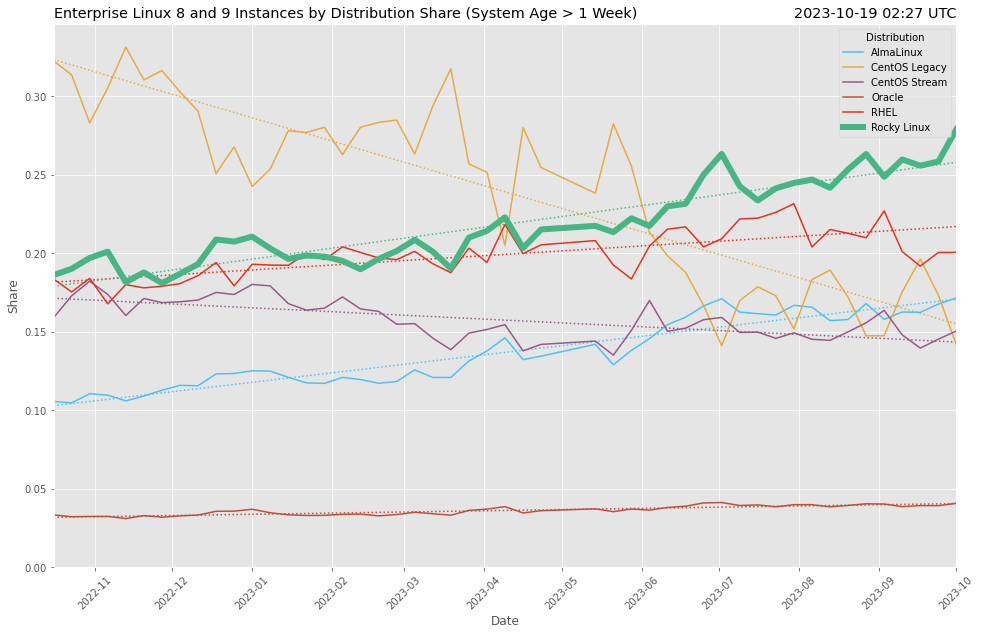 Enterprise Linux 8 and 9 Instances by Distribution Share (System Age > 1 Week)
2023-10-19 02:27 UTC
Distribution
AlmaLinux
CentOS Legacy
CentOS Stream
Oracle
RHEL
Rocky Linux
Share
0.30
0.25
0.20
0.15
0.10
0.05
0.00
2022-11
2022-12
2023-01
2023-02
2023-03
2023-04
2023-05
2023-06
2023-07
2023-08
2023-09
2023-10
Date